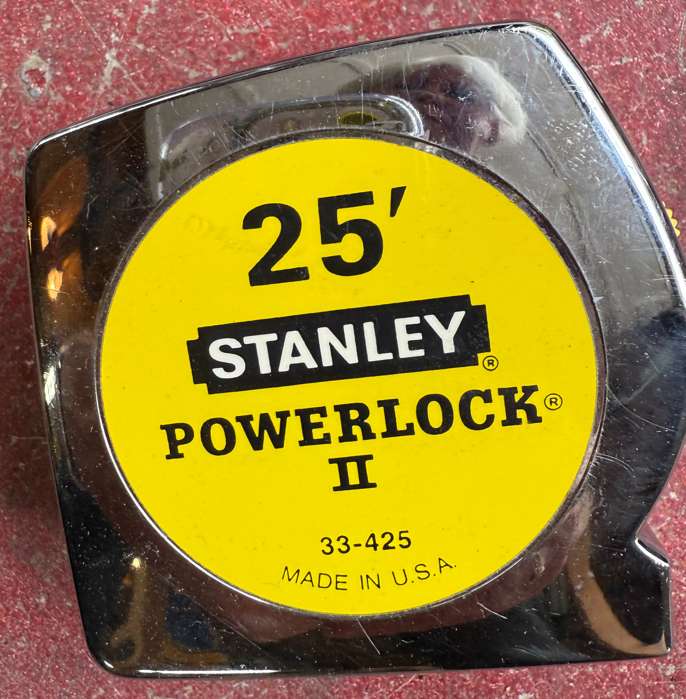 25'
STANLEY®
POWERLOCK®
II
33-425
MADE IN U.S.A.